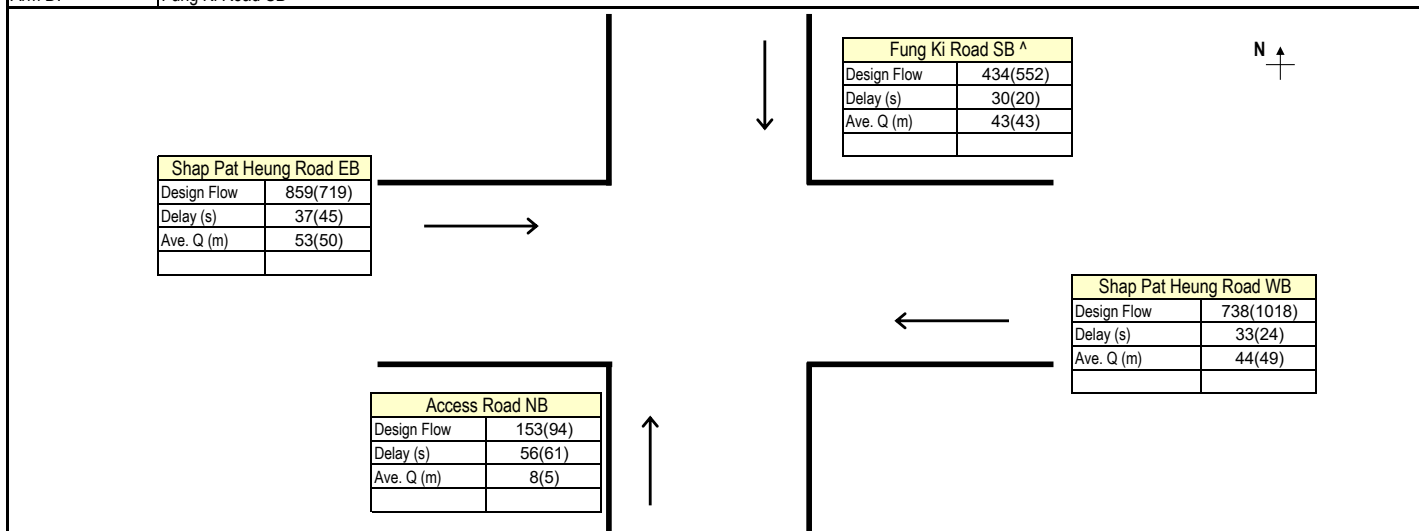 Fung Ki Road SB ^
Design Flow 434(552)
Delay (s) 30(20)
Ave. Q (m) 43(43)
N
Shap Pat Heung Road EB
Design Flow 859(719)
Delay (s) 37(45)
Ave. Q (m) 53(50)
Shap Pat Heung Road WB
Design Flow 738(1018)
Delay (s) 33(24)
Ave. Q (m) 44(49)
Access Road NB
Design Flow 153(94)
Delay (s) 56(61)
Ave. Q (m) 8(5)